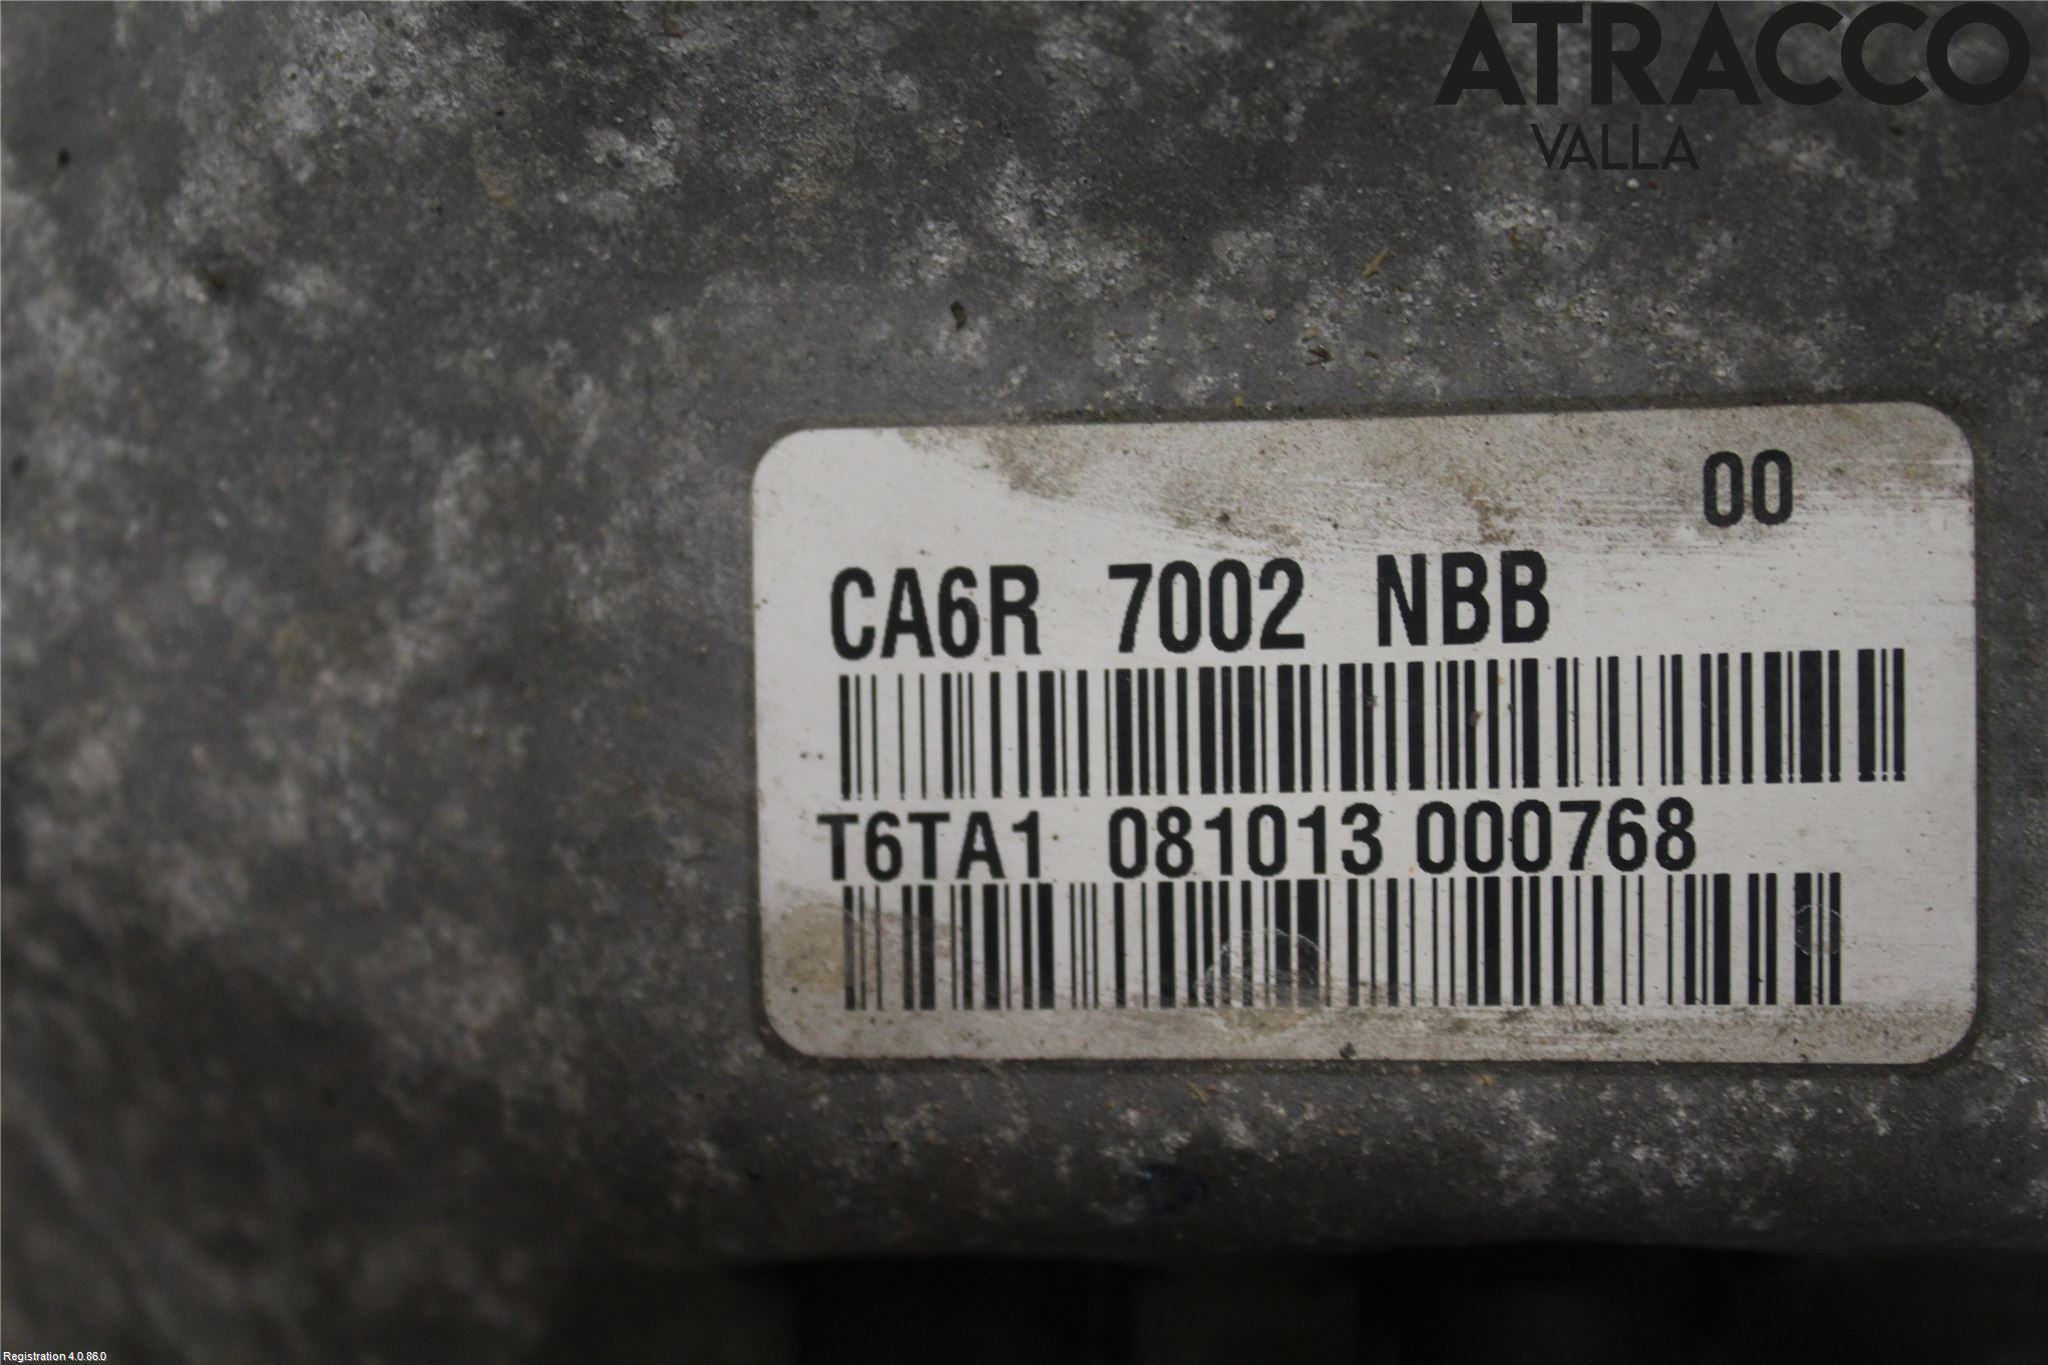 ATRACCO
VALLA
00
CA6R 7002 NBB
T6TA1 081013 000768
Registration 4.0.86.0